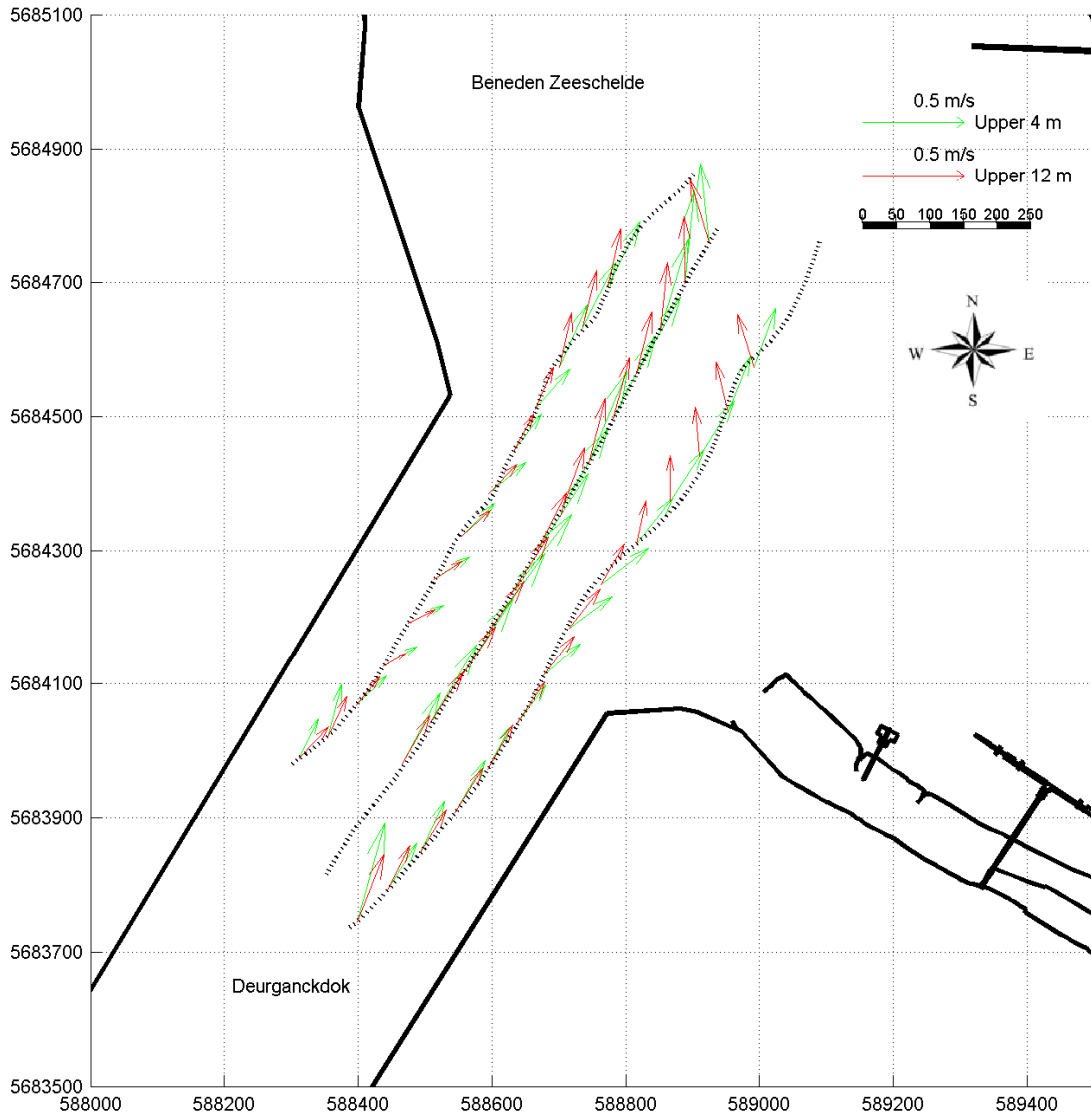 5685100
Beneden Zeeschelde
0.5 m/s
Upper 4 m
5684900
0.5 m/s
Upper 12 m
0 50 100 150 200 250
5684700
N
W E
S
5684500
5684300
5684100
5683900
5683700
Deurganckdok
5683500
588000 588200 588400 588600 588800 589000 589200 589400